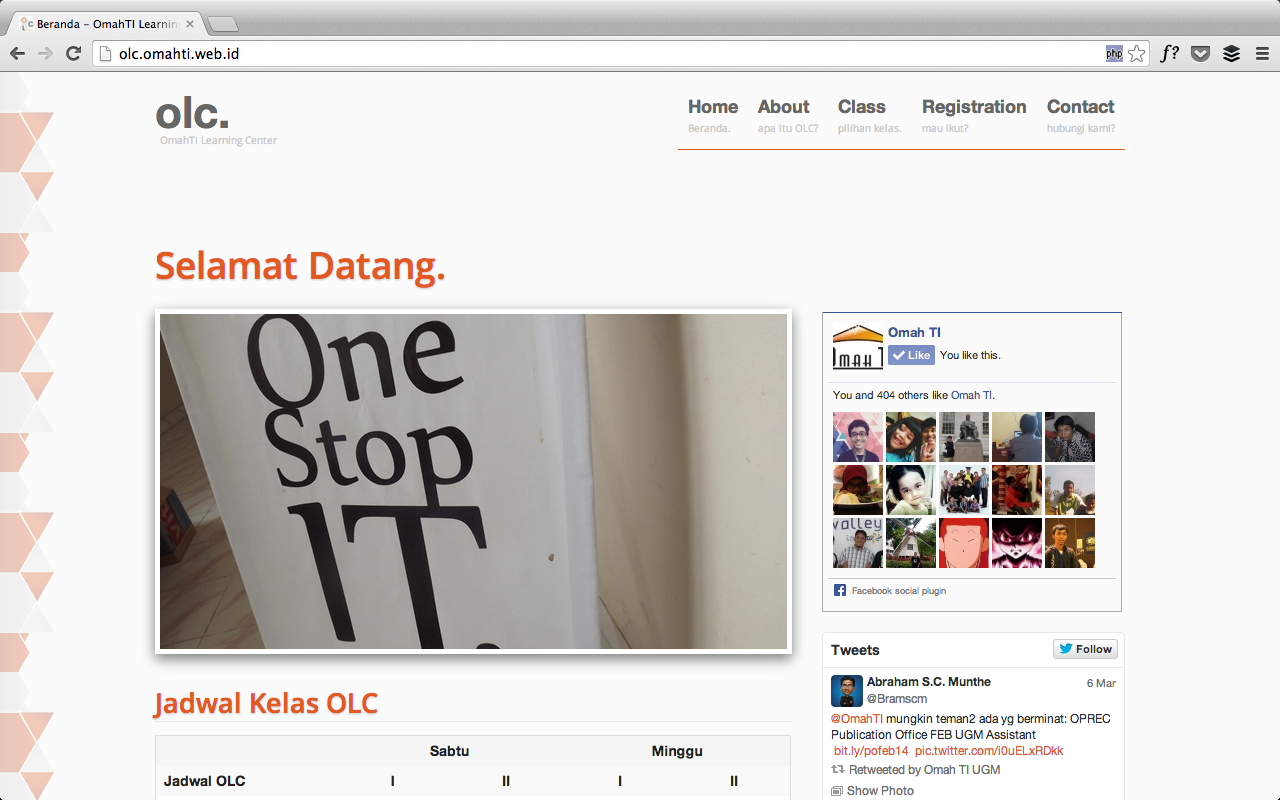 Beranda – OmahTI Learnin
olc.omahti.web.id
php
f?
olc.
OmahTI Learning Center
Home About Class Registration Contact
Beranda. apa itu OLC? pilihan kelas. mau ikut? hubungi kami?
Selamat Datang.
One
Stop
IT.
Omah TI
Like You like this.
You and 404 others like Omah TI.
valley
Facebook social plugin
Tweets
Follow
Abraham S.C. Munthe 6 Mar
@Bramscm
@OmahTI mungkin teman2 ada yg berminat: OPREC
Publication Office FEB UGM Assistant
bit.ly/pofeb14 pic.twitter.com/i0uELxRDkk
Retweeted by Omah TI UGM
Show Photo
Jadwal Kelas OLC
Sabtu Minggu
Jadwal OLC I II I II